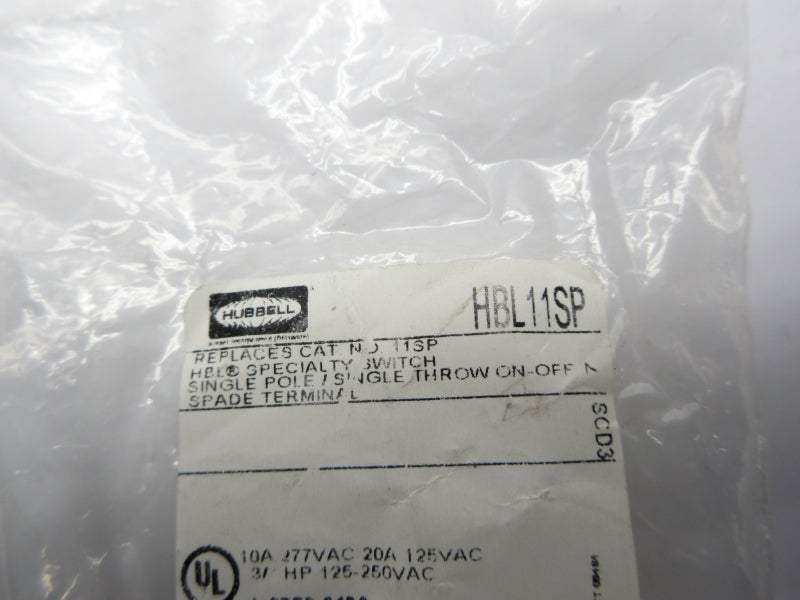 HUBBELL
HBL11SP
REPLACES CAT. NO. 11SP
HBL® SPECIALTY SWITCH
SINGLE POLE / SINGLE THROW ON-OFF
SPADE TERMINAL
SCD3
UL
10A 277VAC 20A 125VAC
HP 125-250VAC